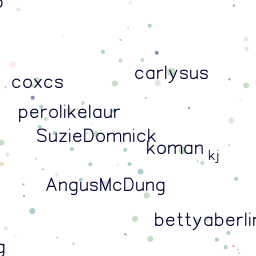 carlysus
coxcs
perolikelaur
SuzieDomnick
koman
kj
AngusMcDung
bettyaberlin